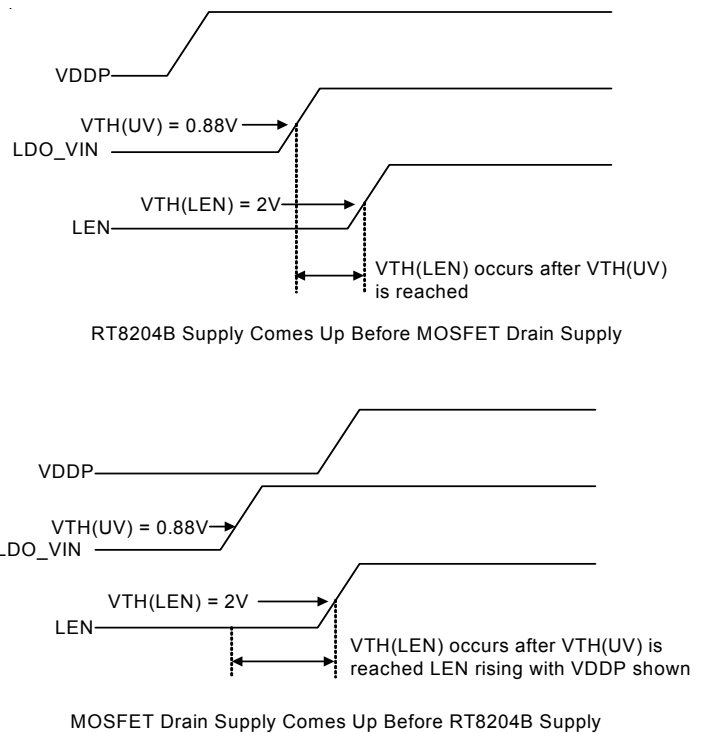 VDDP
VTH(UV) = 0.88V
LDO_VIN
VTH(LEN) = 2V
LEN
VTH(LEN) occurs after VTH(UV)
is reached
RT8204B Supply Comes Up Before MOSFET Drain Supply
VDDP
VTH(UV) = 0.88V
LDO_VIN
VTH(LEN) = 2V
LEN
VTH(LEN) occurs after VTH(UV) is
reached LEN rising with VDDP shown
MOSFET Drain Supply Comes Up Before RT8204B Supply